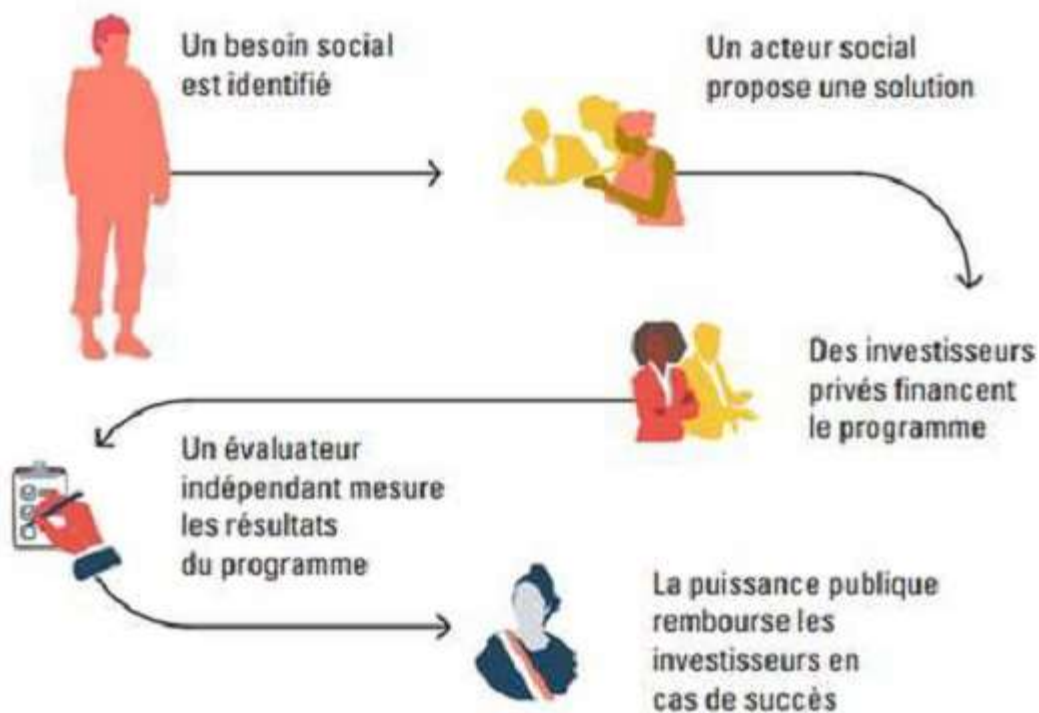 Un besoin social
est identifié
Un acteur social
propose une solution
Des investisseurs
privés financent
le programme
Un évaluateur
indépendant mesure
les résultats
du programme
La puissance publique
rembourse les
investisseurs en
cas de succès